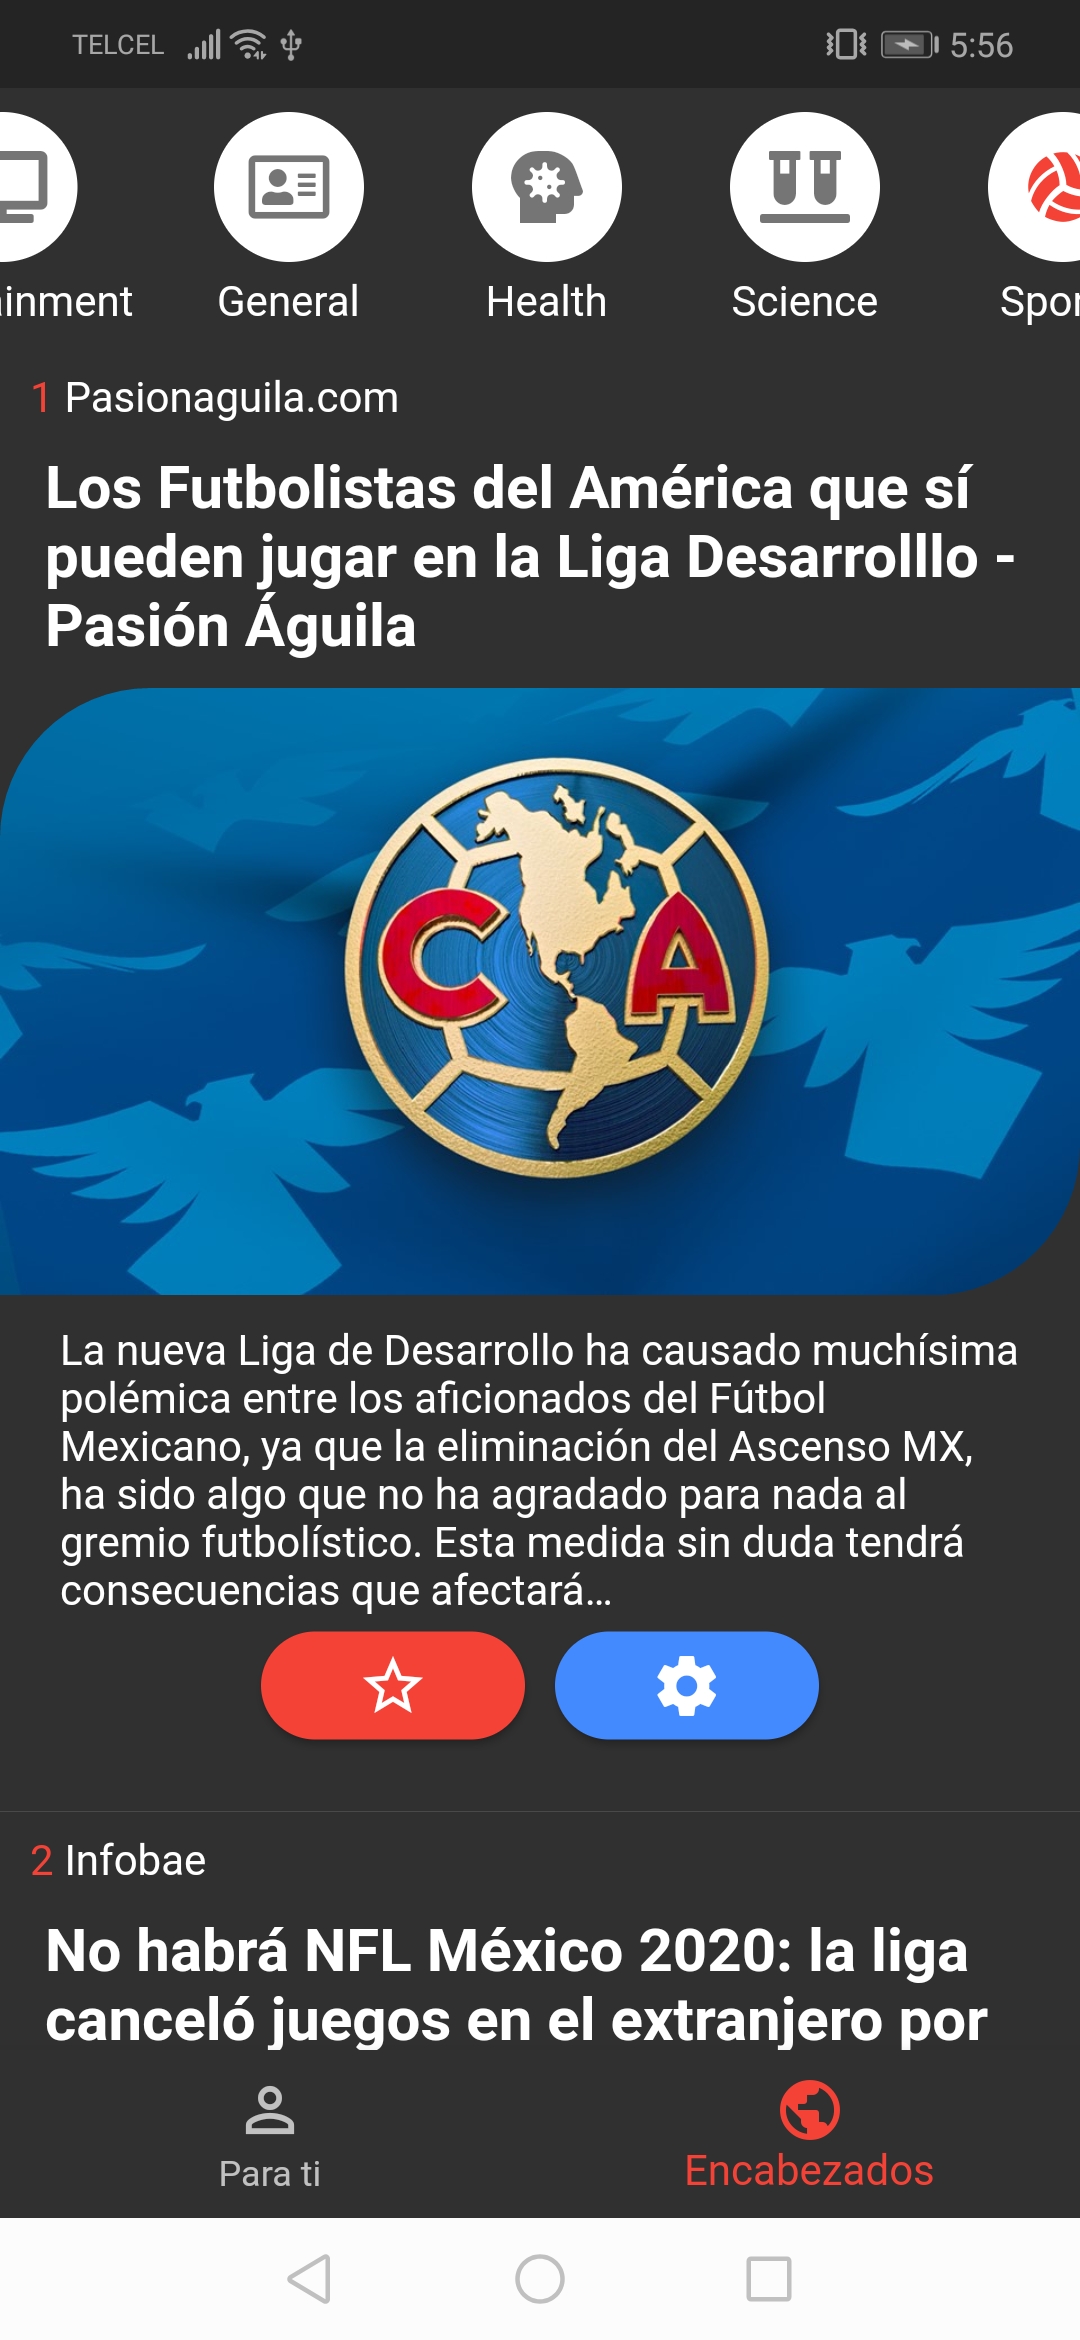 TELCEL 5:56
ainment General Health Science Spor
1 Pasionaguila.com
Los Futbolistas del América que sí
pueden jugar en la Liga Desarrolllo -
Pasión Águila
C A
La nueva Liga de Desarrollo ha causado muchísima
polémica entre los aficionados del Fútbol
Mexicano, ya que la eliminación del Ascenso MX,
ha sido algo que no ha agradado para nada al
gremio futbolístico. Esta medida sin duda tendrá
consecuencias que afectará…
2 Infobae
No habrá NFL México 2020: la liga
canceló juegos en el extranjero por
Para ti Encabezados